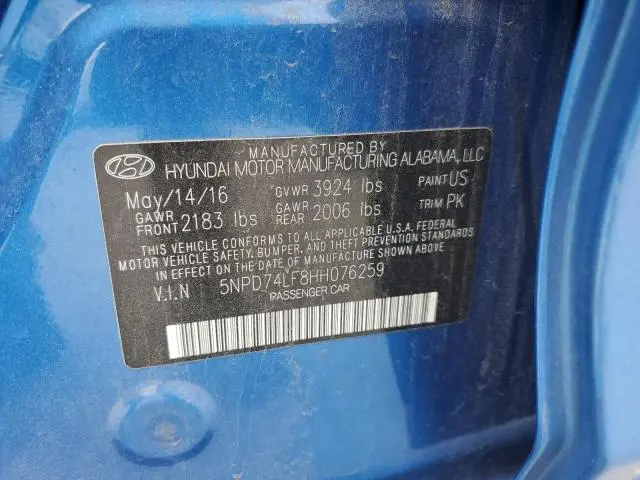 MANUFACTURED BY
HYUNDAI MOTOR MANUFACTURING ALABAMA, LLC
May/14/16 GVWR 3924 lbs PAINT US
GAWR FRONT 2183 lbs GAWR REAR 2006 lbs TRIM PK
THIS VEHICLE CONFORMS TO ALL APPLICABLE U.S.A. FEDERAL
MOTOR VEHICLE SAFETY, BUMPER, AND THEFT PREVENTION
STANDARDS IN EFFECT ON THE DATE OF MANUFACTURE SHOWN ABOVE.
V.I.N 5NPD74LF8HH076259
PASSENGER CAR